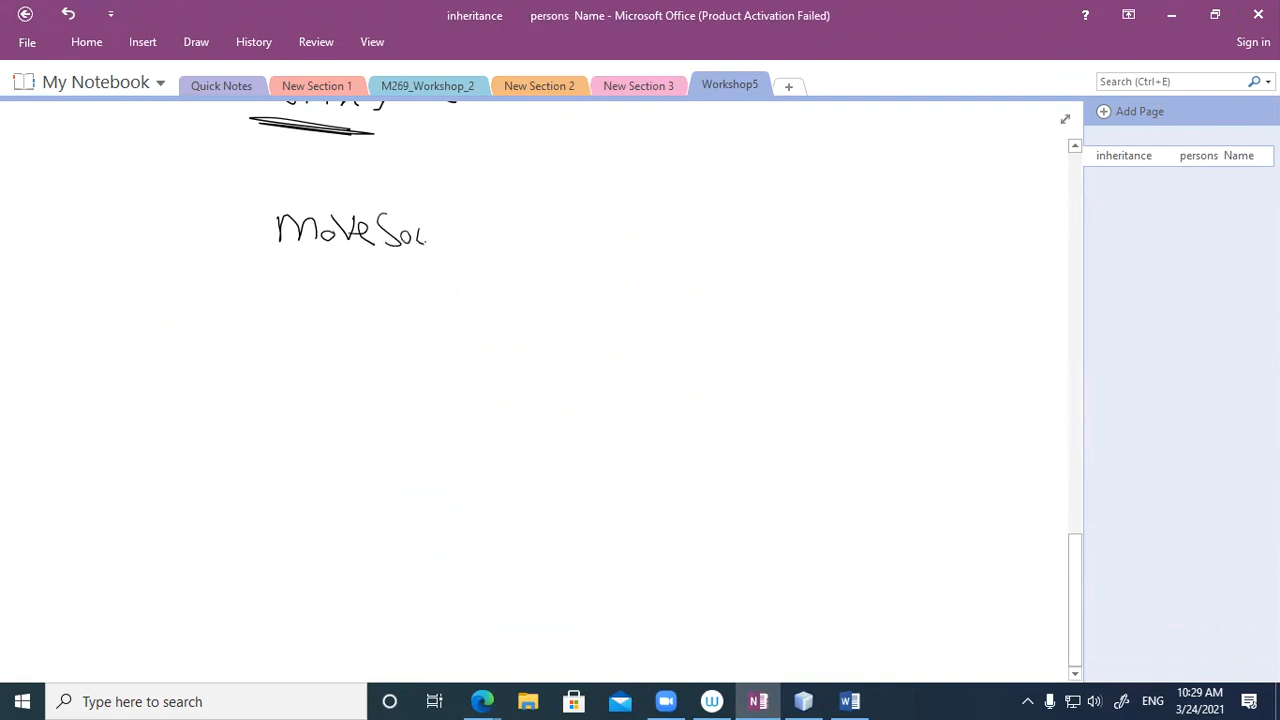 inheritance persons Name - Microsoft Office (Product Activation Failed)
File Home Insert Draw History Review View
Sign in
My Notebook Quick Notes New Section 1 M269_Workshop_2 New Section 2 New Section 3 Workshop5
Search (Ctrl+E)
Add Page
inheritance persons Name
MoveSou
Type here to search
ENG
10:29 AM
3/24/2021